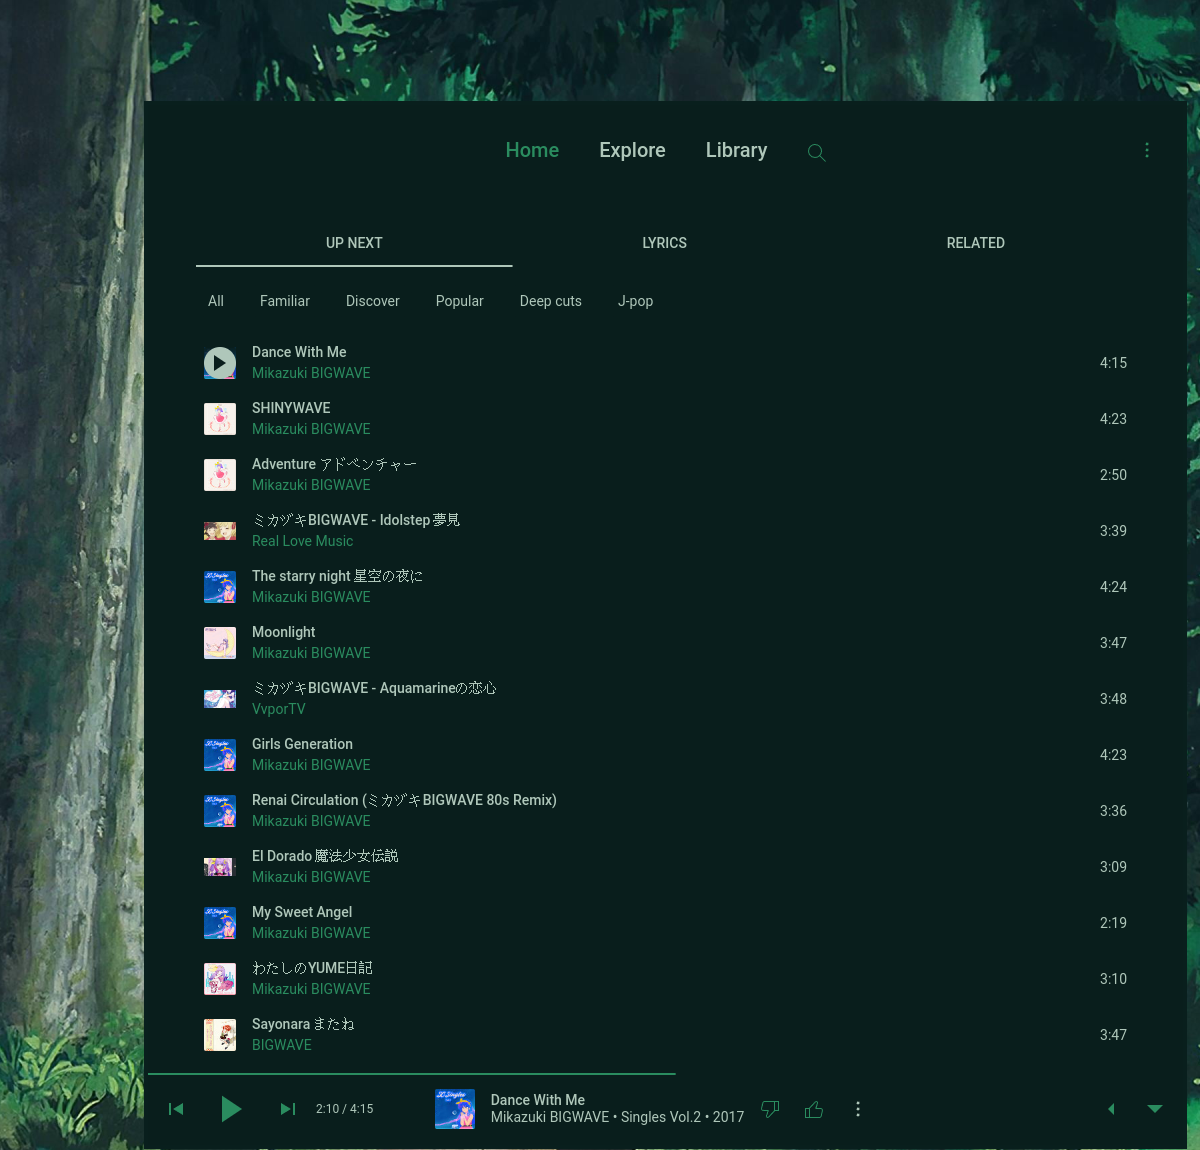 Home Explore Library
UP NEXT LYRICS RELATED
All Familiar Discover Popular Deep cuts J-pop
Dance With Me
Mikazuki BIGWAVE
4:15
SHINYWAVE
Mikazuki BIGWAVE
4:23
Adventure アドベンチャー
Mikazuki BIGWAVE
2:50
ミカヅキBIGWAVE - Idolstep 夢見
Real Love Music
3:39
The starry night 星空の夜に
Mikazuki BIGWAVE
4:24
Moonlight
Mikazuki BIGWAVE
3:47
ミカヅキBIGWAVE - Aquamarineの恋心
VvporTV
3:48
Girls Generation
Mikazuki BIGWAVE
4:23
Renai Circulation (ミカヅキBIGWAVE 80s Remix)
Mikazuki BIGWAVE
3:36
El Dorado 魔法少女伝説
Mikazuki BIGWAVE
3:09
My Sweet Angel
Mikazuki BIGWAVE
2:19
わたしのYUME日記
Mikazuki BIGWAVE
3:10
Sayonara またね
BIGWAVE
3:47
2:10 / 4:15
Dance With Me
Mikazuki BIGWAVE • Singles Vol.2 • 2017